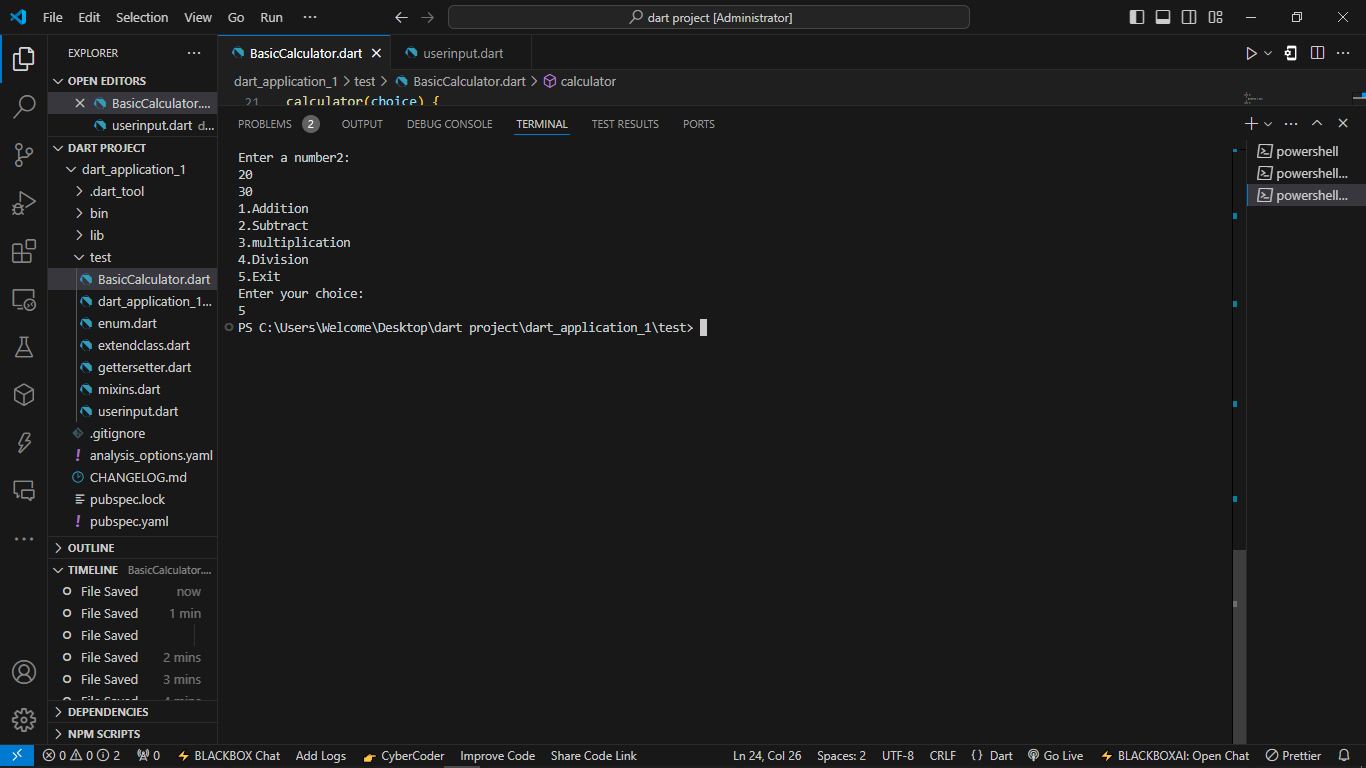 File Edit Selection View Go Run ··· dart project [Administrator]
EXPLORER ···
OPEN EDITORS
BasicCalculator....
userinput.dart d...
DART PROJECT
dart_application_1
.dart_tool
bin
lib
test
BasicCalculator.dart
dart_application_1...
enum.dart
extendclass.dart
gettersetter.dart
mixins.dart
userinput.dart
.gitignore
analysis_options.yaml
CHANGELOG.md
pubspec.lock
pubspec.yaml
OUTLINE
TIMELINE BasicCalculator....
File Saved now
File Saved 1 min
File Saved
File Saved 2 mins
File Saved 3 mins
File Saved 4 mins
DEPENDENCIES
NPM SCRIPTS
BasicCalculator.dart userinput.dart
dart_application_1 > test > BasicCalculator.dart > calculator
21 calculator(choice) {
PROBLEMS 2 OUTPUT DEBUG CONSOLE TERMINAL TEST RESULTS PORTS
Enter a number2:
20
30
1.Addition
2.Subtract
3.multiplication
4.Division
5.Exit
Enter your choice:
5
PS C:\Users\Welcome\Desktop\dart project\dart_application_1\test>
powershell
powershell...
powershell...
0 0 2 0 BLACKBOX Chat Add Logs CyberCoder Improve Code Share Code Link Ln 24, Col 26 Spaces: 2 UTF-8 CRLF {} Dart Go Live BLACKBOXAI: Open Chat Prettier